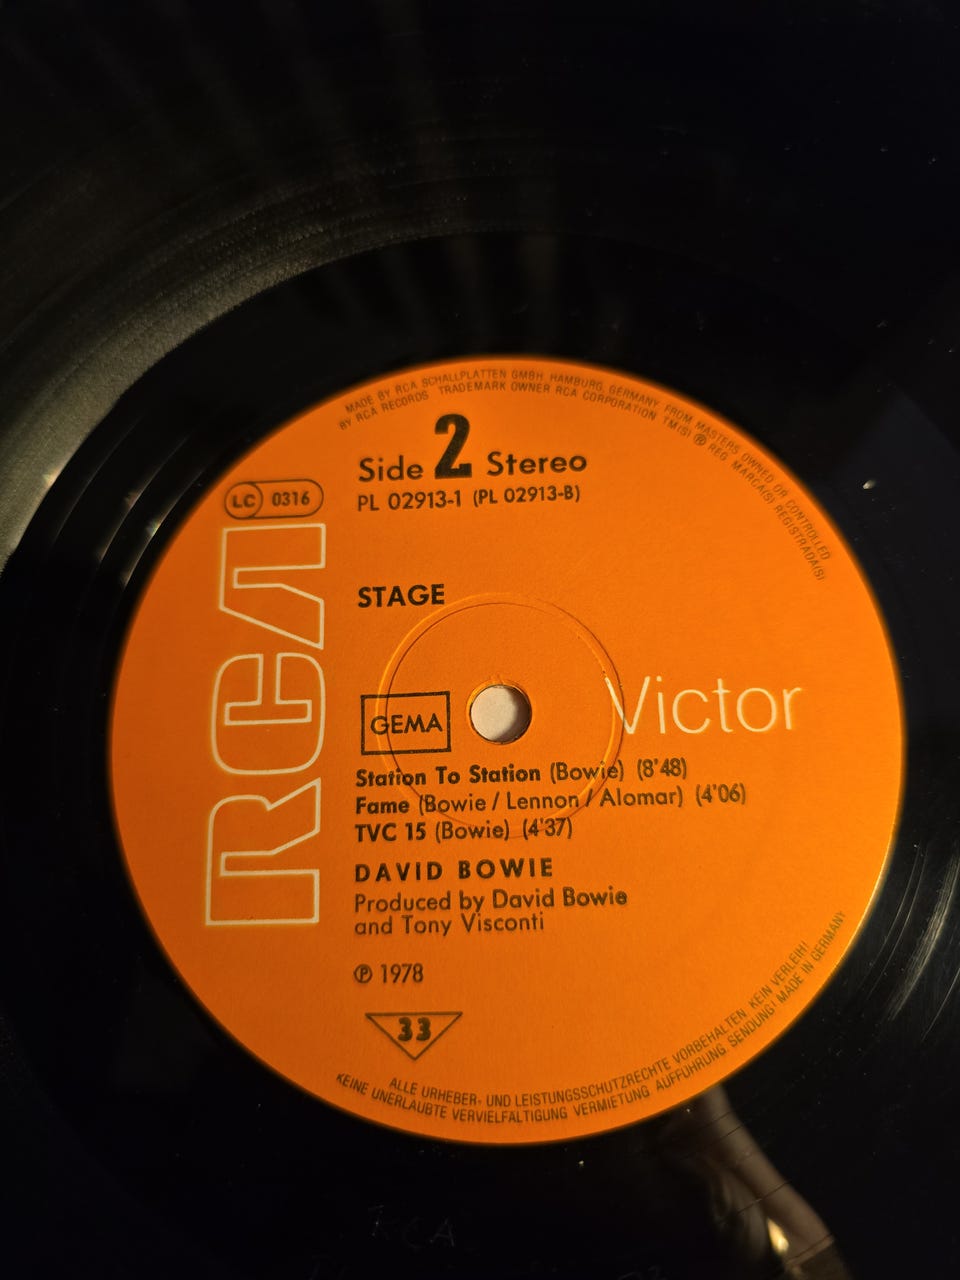 MADE BY RCA SCHALLPLATTEN GMBH HAMBURG, GERMANY FROM MASTERS OWNED OR CONTROLLED
BY RCA RECORDS TRADEMARK OWNER RCA CORPORATION TM(S) ® REG. MARCA(S) REGISTRADA(S)
Side 2 Stereo
LC 0316
PL 02913-1 (PL 02913-B)
RCA
STAGE
Victor
GEMA
Station To Station (Bowie) (8'48)
Fame (Bowie / Lennon / Alomar) (4'06)
TVC 15 (Bowie) (4'37)
DAVID BOWIE
Produced by David Bowie
and Tony Visconti
℗ 1978
33
ALLE URHEBER- UND LEISTUNGSSCHUTZRECHTE VORBEHALTEN. KEIN VERLEIH!
KEINE UNERLAUBTE VERVIELFÄLTIGUNG VERMIETUNG AUFFÜHRUNG SENDUNG! MADE IN GERMANY
RCA